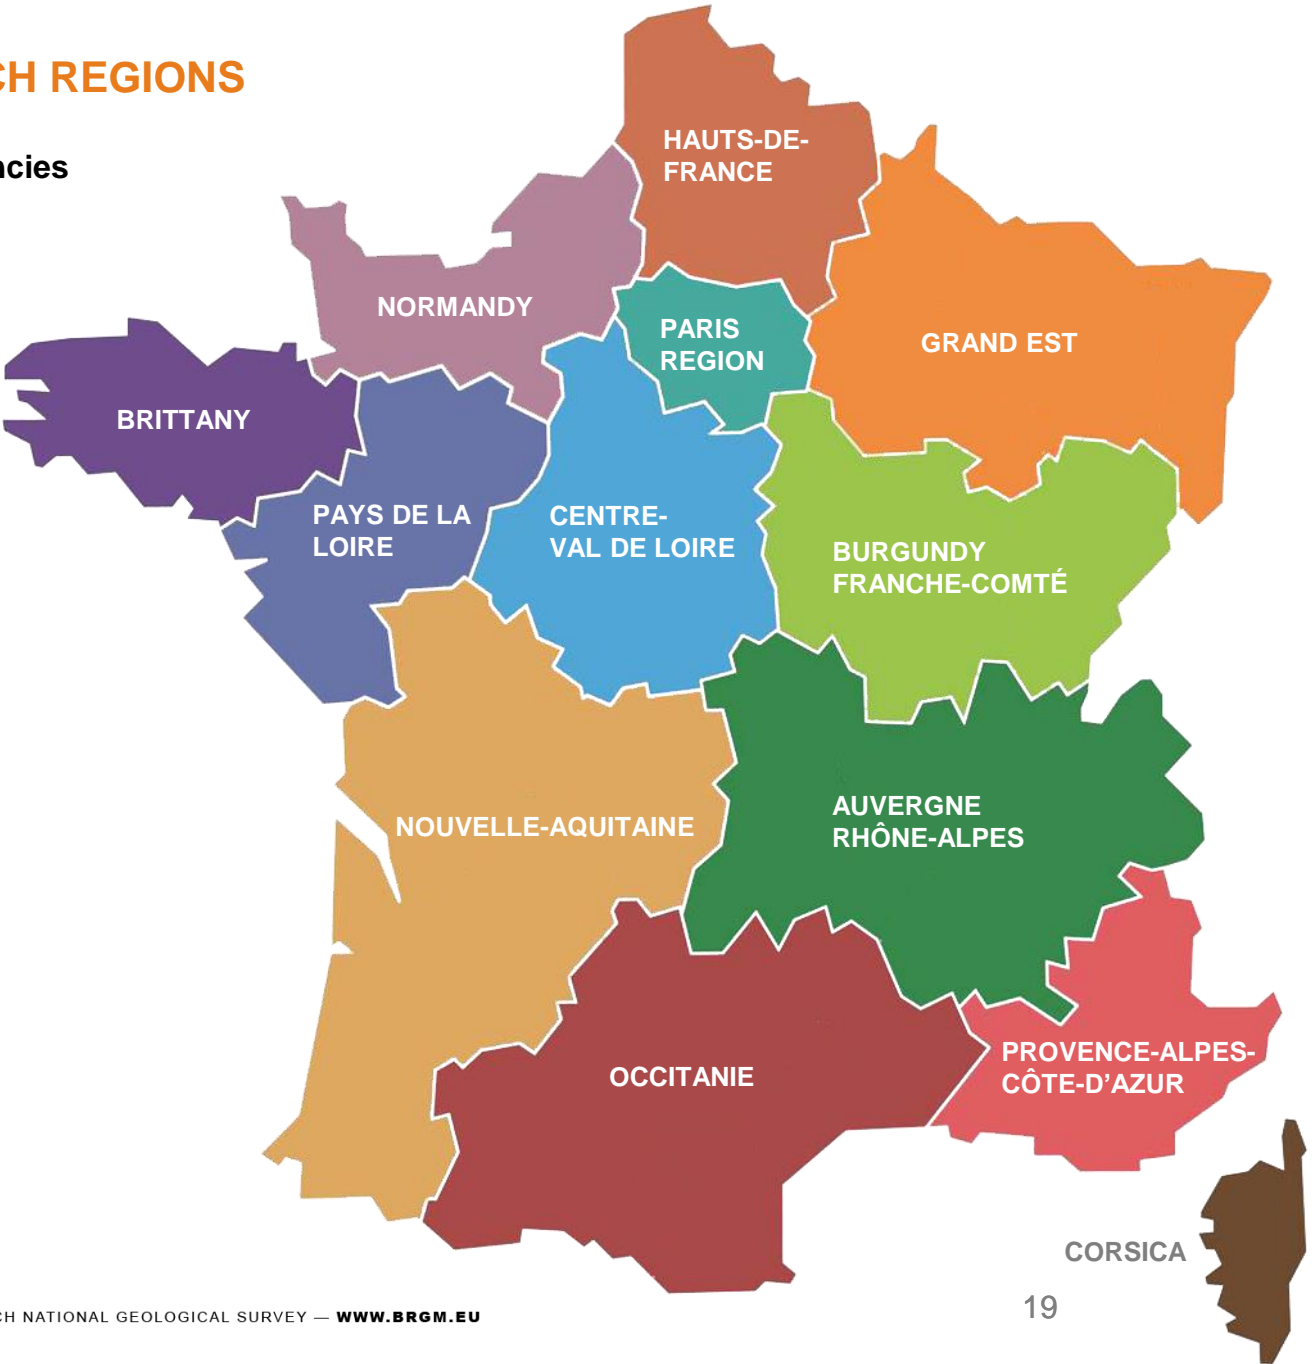 CH REGIONS
ncies
HAUTS-DE-
FRANCE
NORMANDY
PARIS
REGION
GRAND EST
BRITTANY
PAYS DE LA
LOIRE
CENTRE-
VAL DE LOIRE
BURGUNDY
FRANCHE-COMTÉ
NOUVELLE-AQUITAINE
AUVERGNE
RHÔNE-ALPES
OCCITANIE
PROVENCE-ALPES-
CÔTE-D’AZUR
CORSICA
CH NATIONAL GEOLOGICAL SURVEY — WWW.BRGM.EU
19